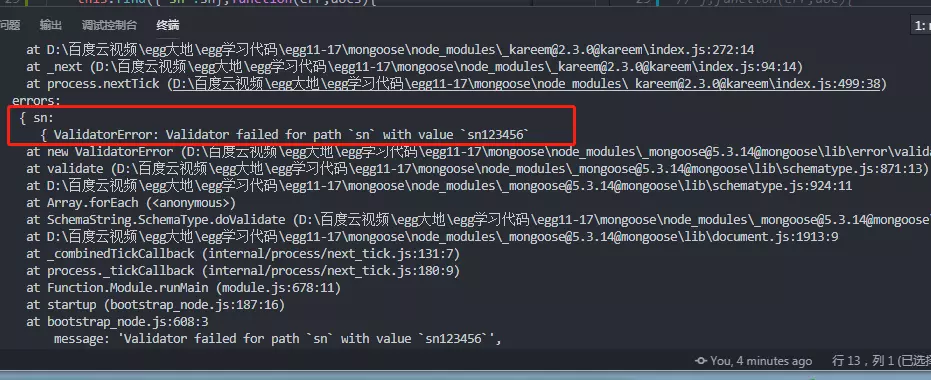 问题 输出 调试控制台 终端 1:
at D:\百度云视频\egg大地\egg学习代码\egg11-17\mongoose\node_modules\_kareem@2.3.0@kareem\index.js:272:14
at _next (D:\百度云视频\egg大地\egg学习代码\egg11-17\mongoose\node_modules\_kareem@2.3.0@kareem\index.js:94:14)
at process.nextTick (D:\百度云视频\egg大地\egg学习代码\egg11-17\mongoose\node_modules\_kareem@2.3.0@kareem\index.js:499:38)
errors:
{ sn:
{ ValidatorError: Validator failed for path `sn` with value `sn123456`
at new ValidatorError (D:\百度云视频\egg大地\egg学习代码\egg11-17\mongoose\node_modules\_mongoose@5.3.14@mongoose\lib\error\valida
at validate (D:\百度云视频\egg大地\egg学习代码\egg11-17\mongoose\node_modules\_mongoose@5.3.14@mongoose\lib\schematype.js:871:13)
at D:\百度云视频\egg大地\egg学习代码\egg11-17\mongoose\node_modules\_mongoose@5.3.14@mongoose\lib\schematype.js:924:11
at Array.forEach (<anonymous>)
at SchemaString.SchemaType.doValidate (D:\百度云视频\egg大地\egg学习代码\egg11-17\mongoose\node_modules\_mongoose@5.3.14@mongoose
at D:\百度云视频\egg大地\egg学习代码\egg11-17\mongoose\node_modules\_mongoose@5.3.14@mongoose\lib\document.js:1913:9
at _combinedTickCallback (internal/process/next_tick.js:131:7)
at process._tickCallback (internal/process/next_tick.js:180:9)
at Function.Module.runMain (module.js:678:11)
at startup (bootstrap_node.js:187:16)
at bootstrap_node.js:608:3
message: 'Validator failed for path `sn` with value `sn123456`',
You, 4 minutes ago 行 13，列 1 (已选择